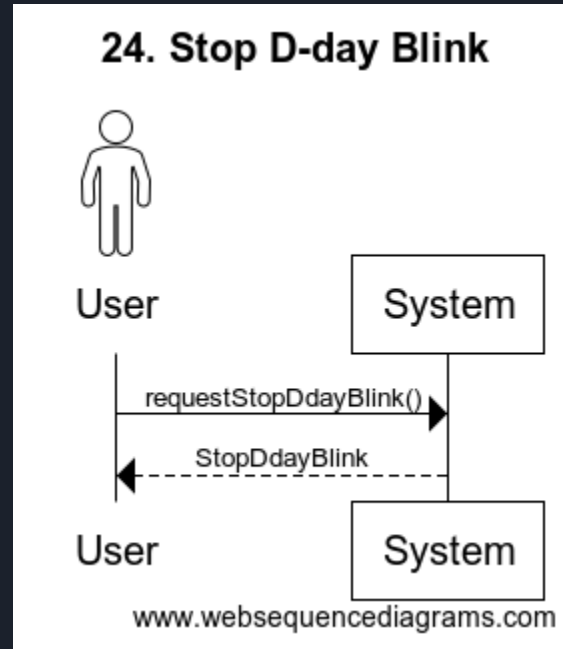 24. Stop D-day Blink
User
System
requestStopDdayBlink()
StopDdayBlink
User
System
www.websequencediagrams.com